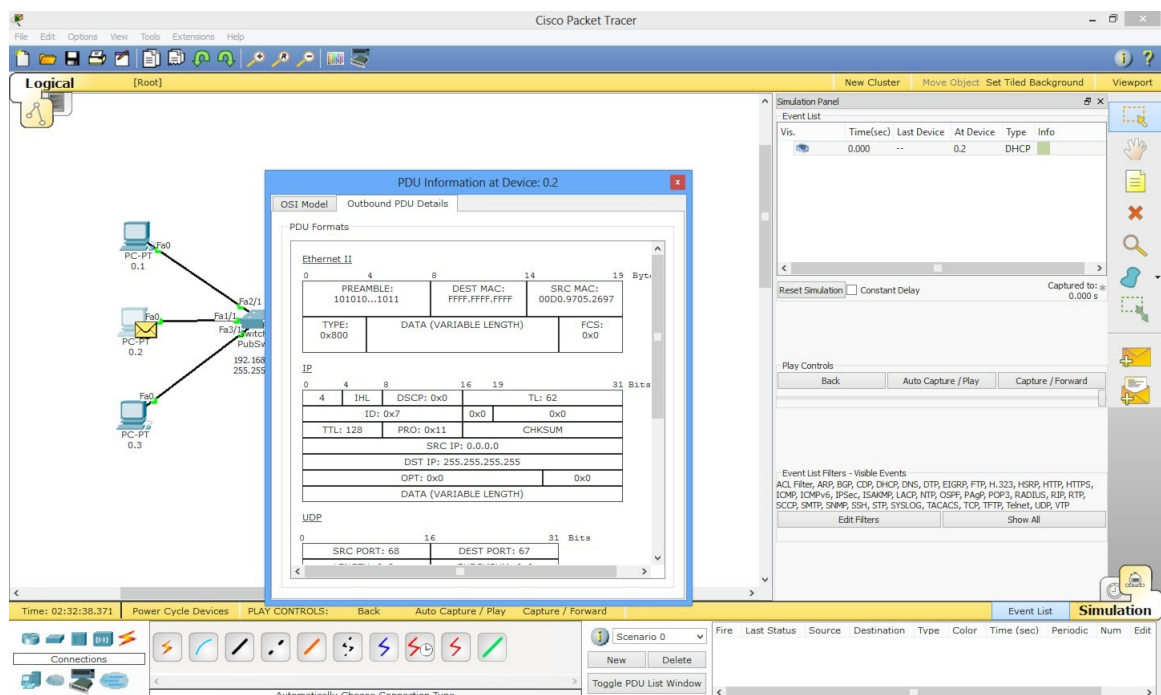 Cisco Packet Tracer
File Edit Options View Tools Extensions Help
Logical [Root] New Cluster Move Object Set Tiled Background Viewport
PC-PT
0.1
Fa0
PC-PT
0.2
Fa0
PC-PT
0.3
Fa0
Fa2/1
Fa1/1
Fa3/1
PubSw
192.168
255.255
PDU Information at Device: 0.2
OSI Model Outbound PDU Details
PDU Formats
Ethernet II
0 4 8 14 19 Byte
PREAMBLE: DEST MAC: SRC MAC:
101010...1011 FFFF.FFFF.FFFF 00D0.9705.2697
TYPE: DATA (VARIABLE LENGTH) FCS:
0x800 0x0
IP
0 4 8 16 19 31 Bits
4 IHL DSCP: 0x0 TL: 62
ID: 0x7 0x0 0x0
TTL: 128 PRO: 0x11 CHKSUM
SRC IP: 0.0.0.0
DST IP: 255.255.255.255
OPT: 0x0 0x0
DATA (VARIABLE LENGTH)
UDP
0 16 31 Bits
SRC PORT: 68 DEST PORT: 67
Simulation Panel
Event List
Vis. Time(sec) Last Device At Device Type Info
0.000 -- 0.2 DHCP
Reset Simulation Constant Delay Captured to: *
0.000 s
Play Controls
Back Auto Capture / Play Capture / Forward
Event List Filters - Visible Events
ACL Filter, ARP, BGP, CDP, DHCP, DNS, DTP, EIGRP, FTP, H.323, HSRP, HTTP, HTTPS,
ICMP, ICMPv6, IPSec, ISAKMP, LACP, NTP, OSPF, PAgP, POP3, RADIUS, RIP, RTP,
SCCP, SMTP, SNMP, SSH, STP, SYSLOG, TACACS, TCP, TFTP, Telnet, UDP, VTP
Edit Filters Show All
Time: 02:32:38.371 Power Cycle Devices PLAY CONTROLS: Back Auto Capture / Play Capture / Forward Event List Simulation
Connections
Automatically Choose Connection Type
Scenario 0
New Delete
Toggle PDU List Window
Fire Last Status Source Destination Type Color Time (sec) Periodic Num Edit